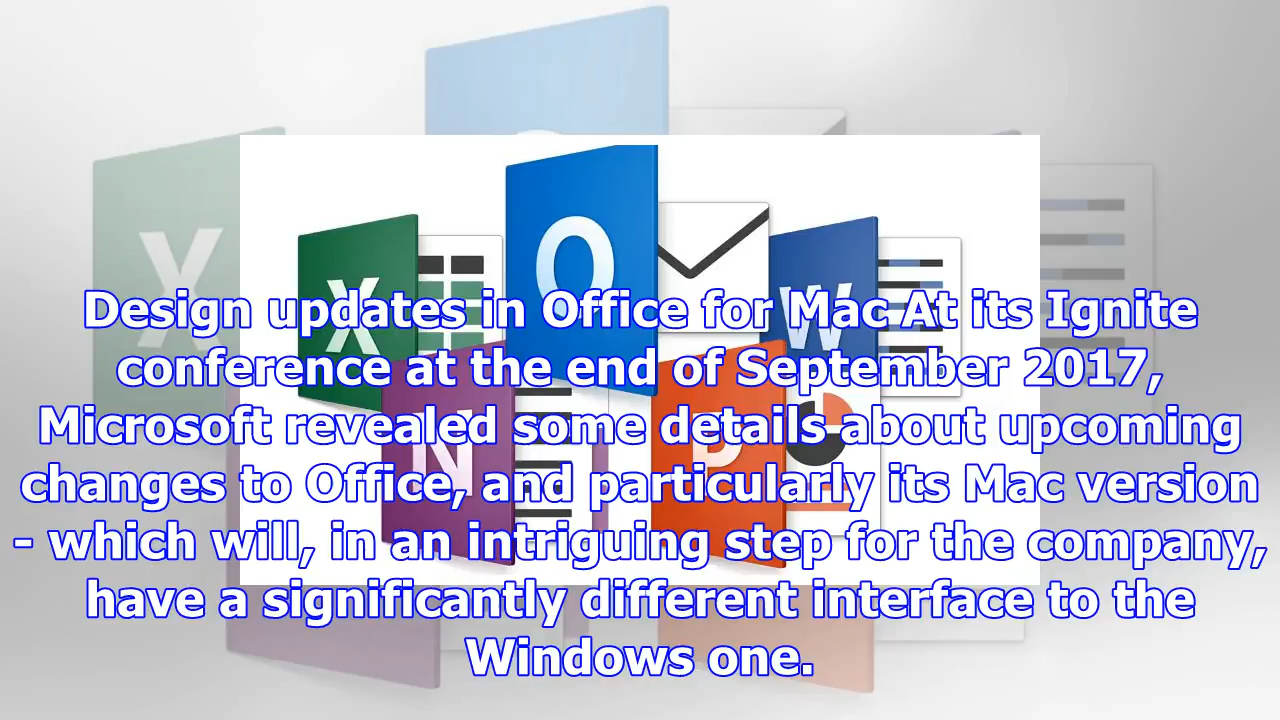 X
O
W
N
P
Design updates in Office for Mac At its Ignite
conference at the end of September 2017,
Microsoft revealed some details about upcoming
changes to Office, and particularly its Mac version
- which will, in an intriguing step for the company,
have a significantly different interface to the
Windows one.